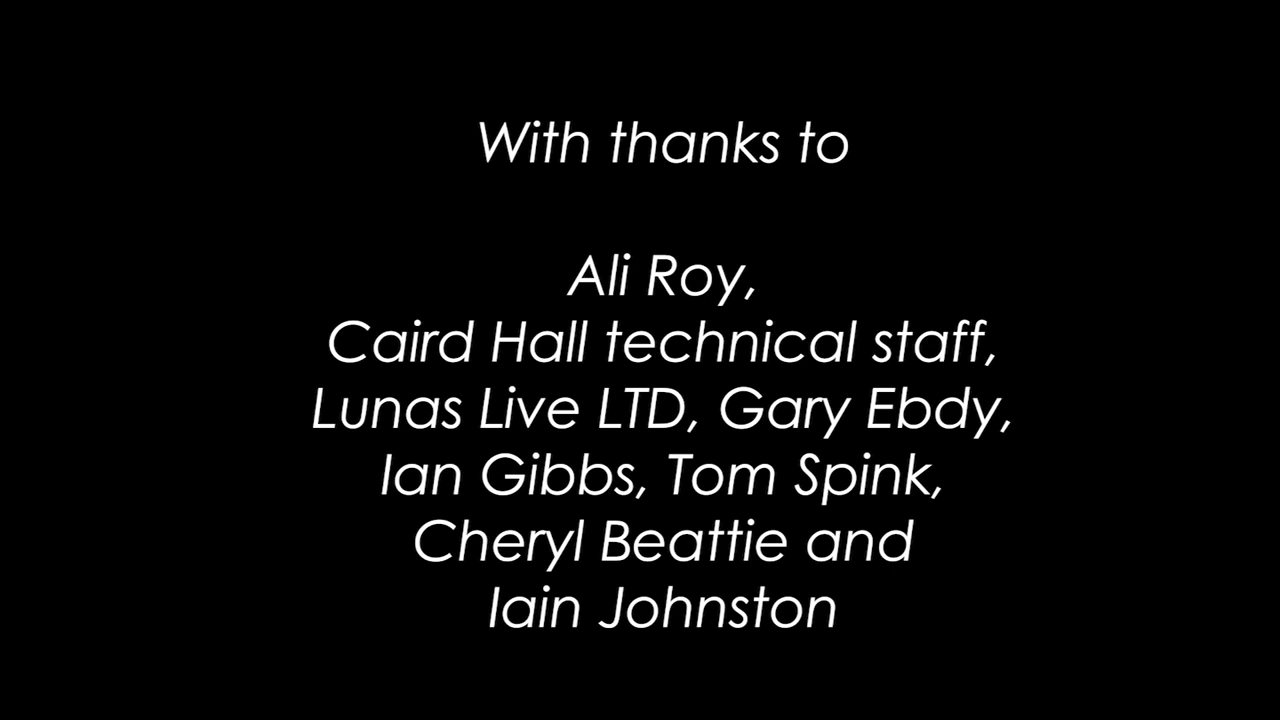 With thanks to
Ali Roy,
Caird Hall technical staff,
Lunas Live LTD, Gary Ebdy,
Ian Gibbs, Tom Spink,
Cheryl Beattie and
Iain Johnston